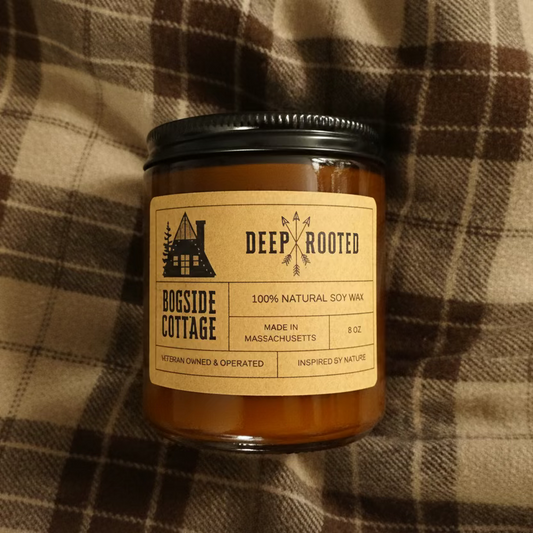 DEEP ROOTED
BOGSIDE
COTTAGE
100% NATURAL SOY WAX
MADE IN
MASSACHUSETTS
8 OZ
VETERAN OWNED & OPERATED
INSPIRED BY NATURE